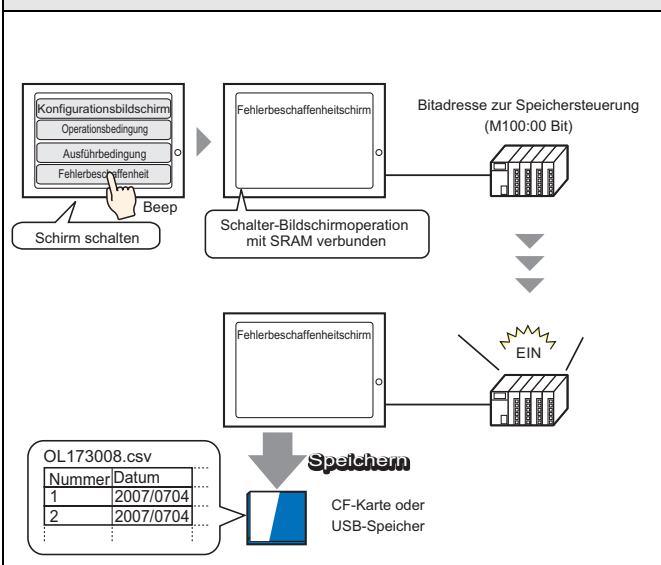 Konfigurationsbildschirm
Operationsbedingung
Ausführbedingung
Fehlerbeschaffenheit
Beep
Schirm schalten
Fehlerbeschaffenheitschirm
Schalter-Bildschirmoperation
mit SRAM verbunden
Bitadresse zur Speichersteuerung
(M100:00 Bit)
Fehlerbeschaffenheitschirm
EIN
Speichern
OL173008.csv
Nummer Datum
1 2007/0704
2 2007/0704
CF-Karte oder
USB-Speicher